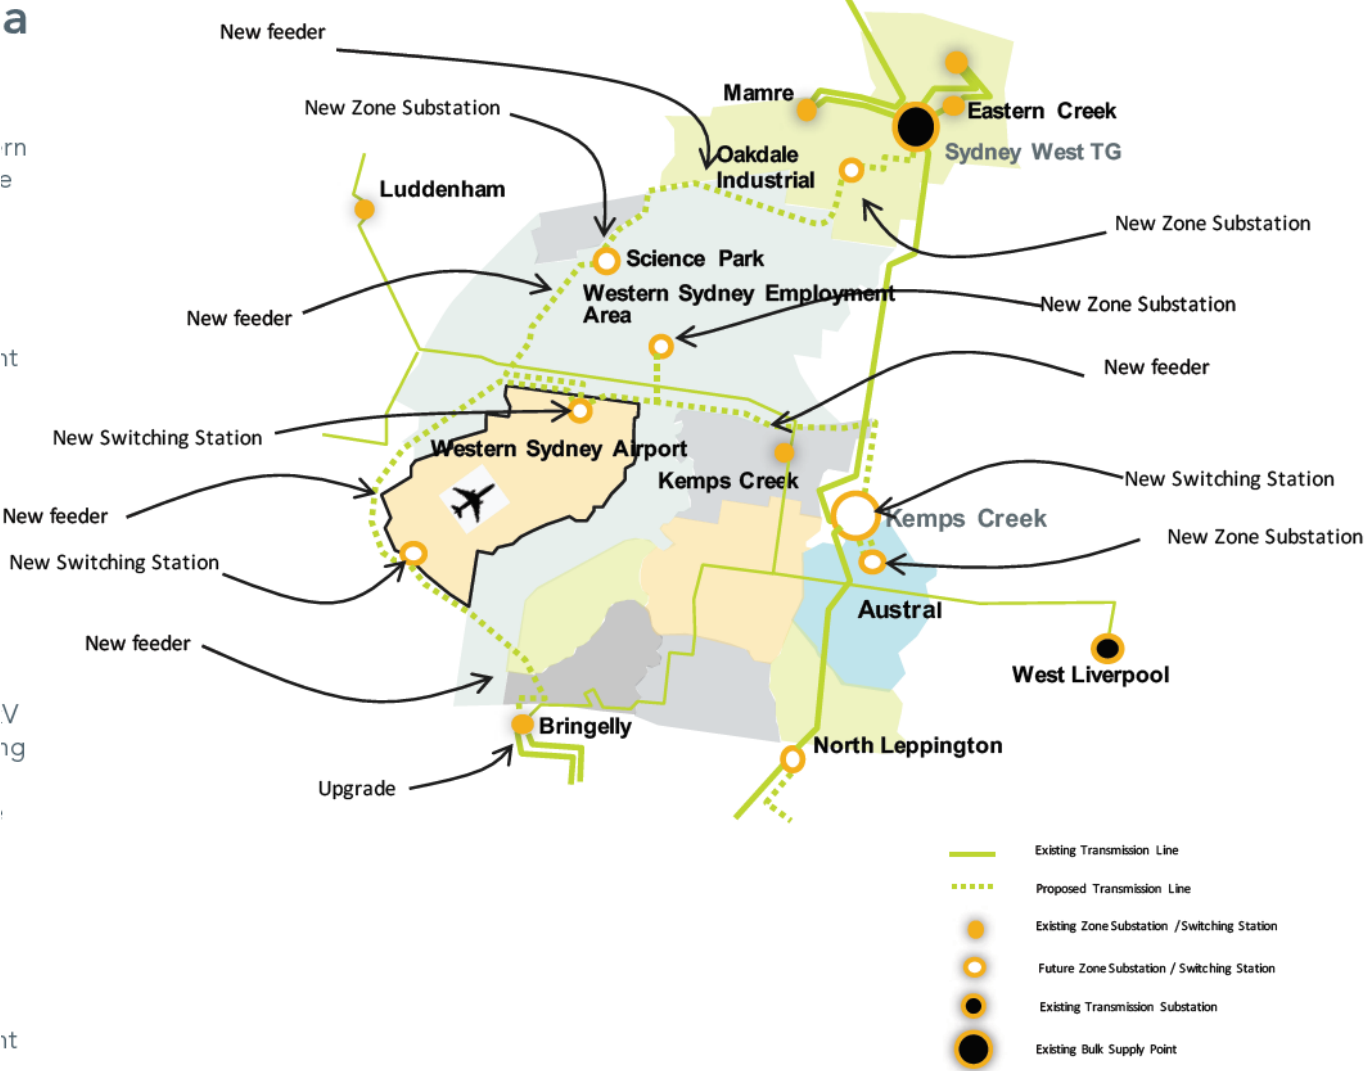 a
New feeder
New Zone Substation
Mamre
Eastern Creek
Sydney West TG
Oakdale
Industrial
rn
e
Luddenham
New Zone Substation
Science Park
Western Sydney Employment
Area
New Zone Substation
New feeder
nt
New feeder
New Switching Station
Western Sydney Airport
Kemps Creek
New Switching Station
New feeder
Kemps Creek
New Zone Substation
New Switching Station
Austral
New feeder
West Liverpool
V
ng
Bringelly
North Leppington
Upgrade
e
Existing Transmission Line
Proposed Transmission Line
Existing Zone Substation / Switching Station
Future Zone Substation / Switching Station
Existing Transmission Substation
nt
Existing Bulk Supply Point